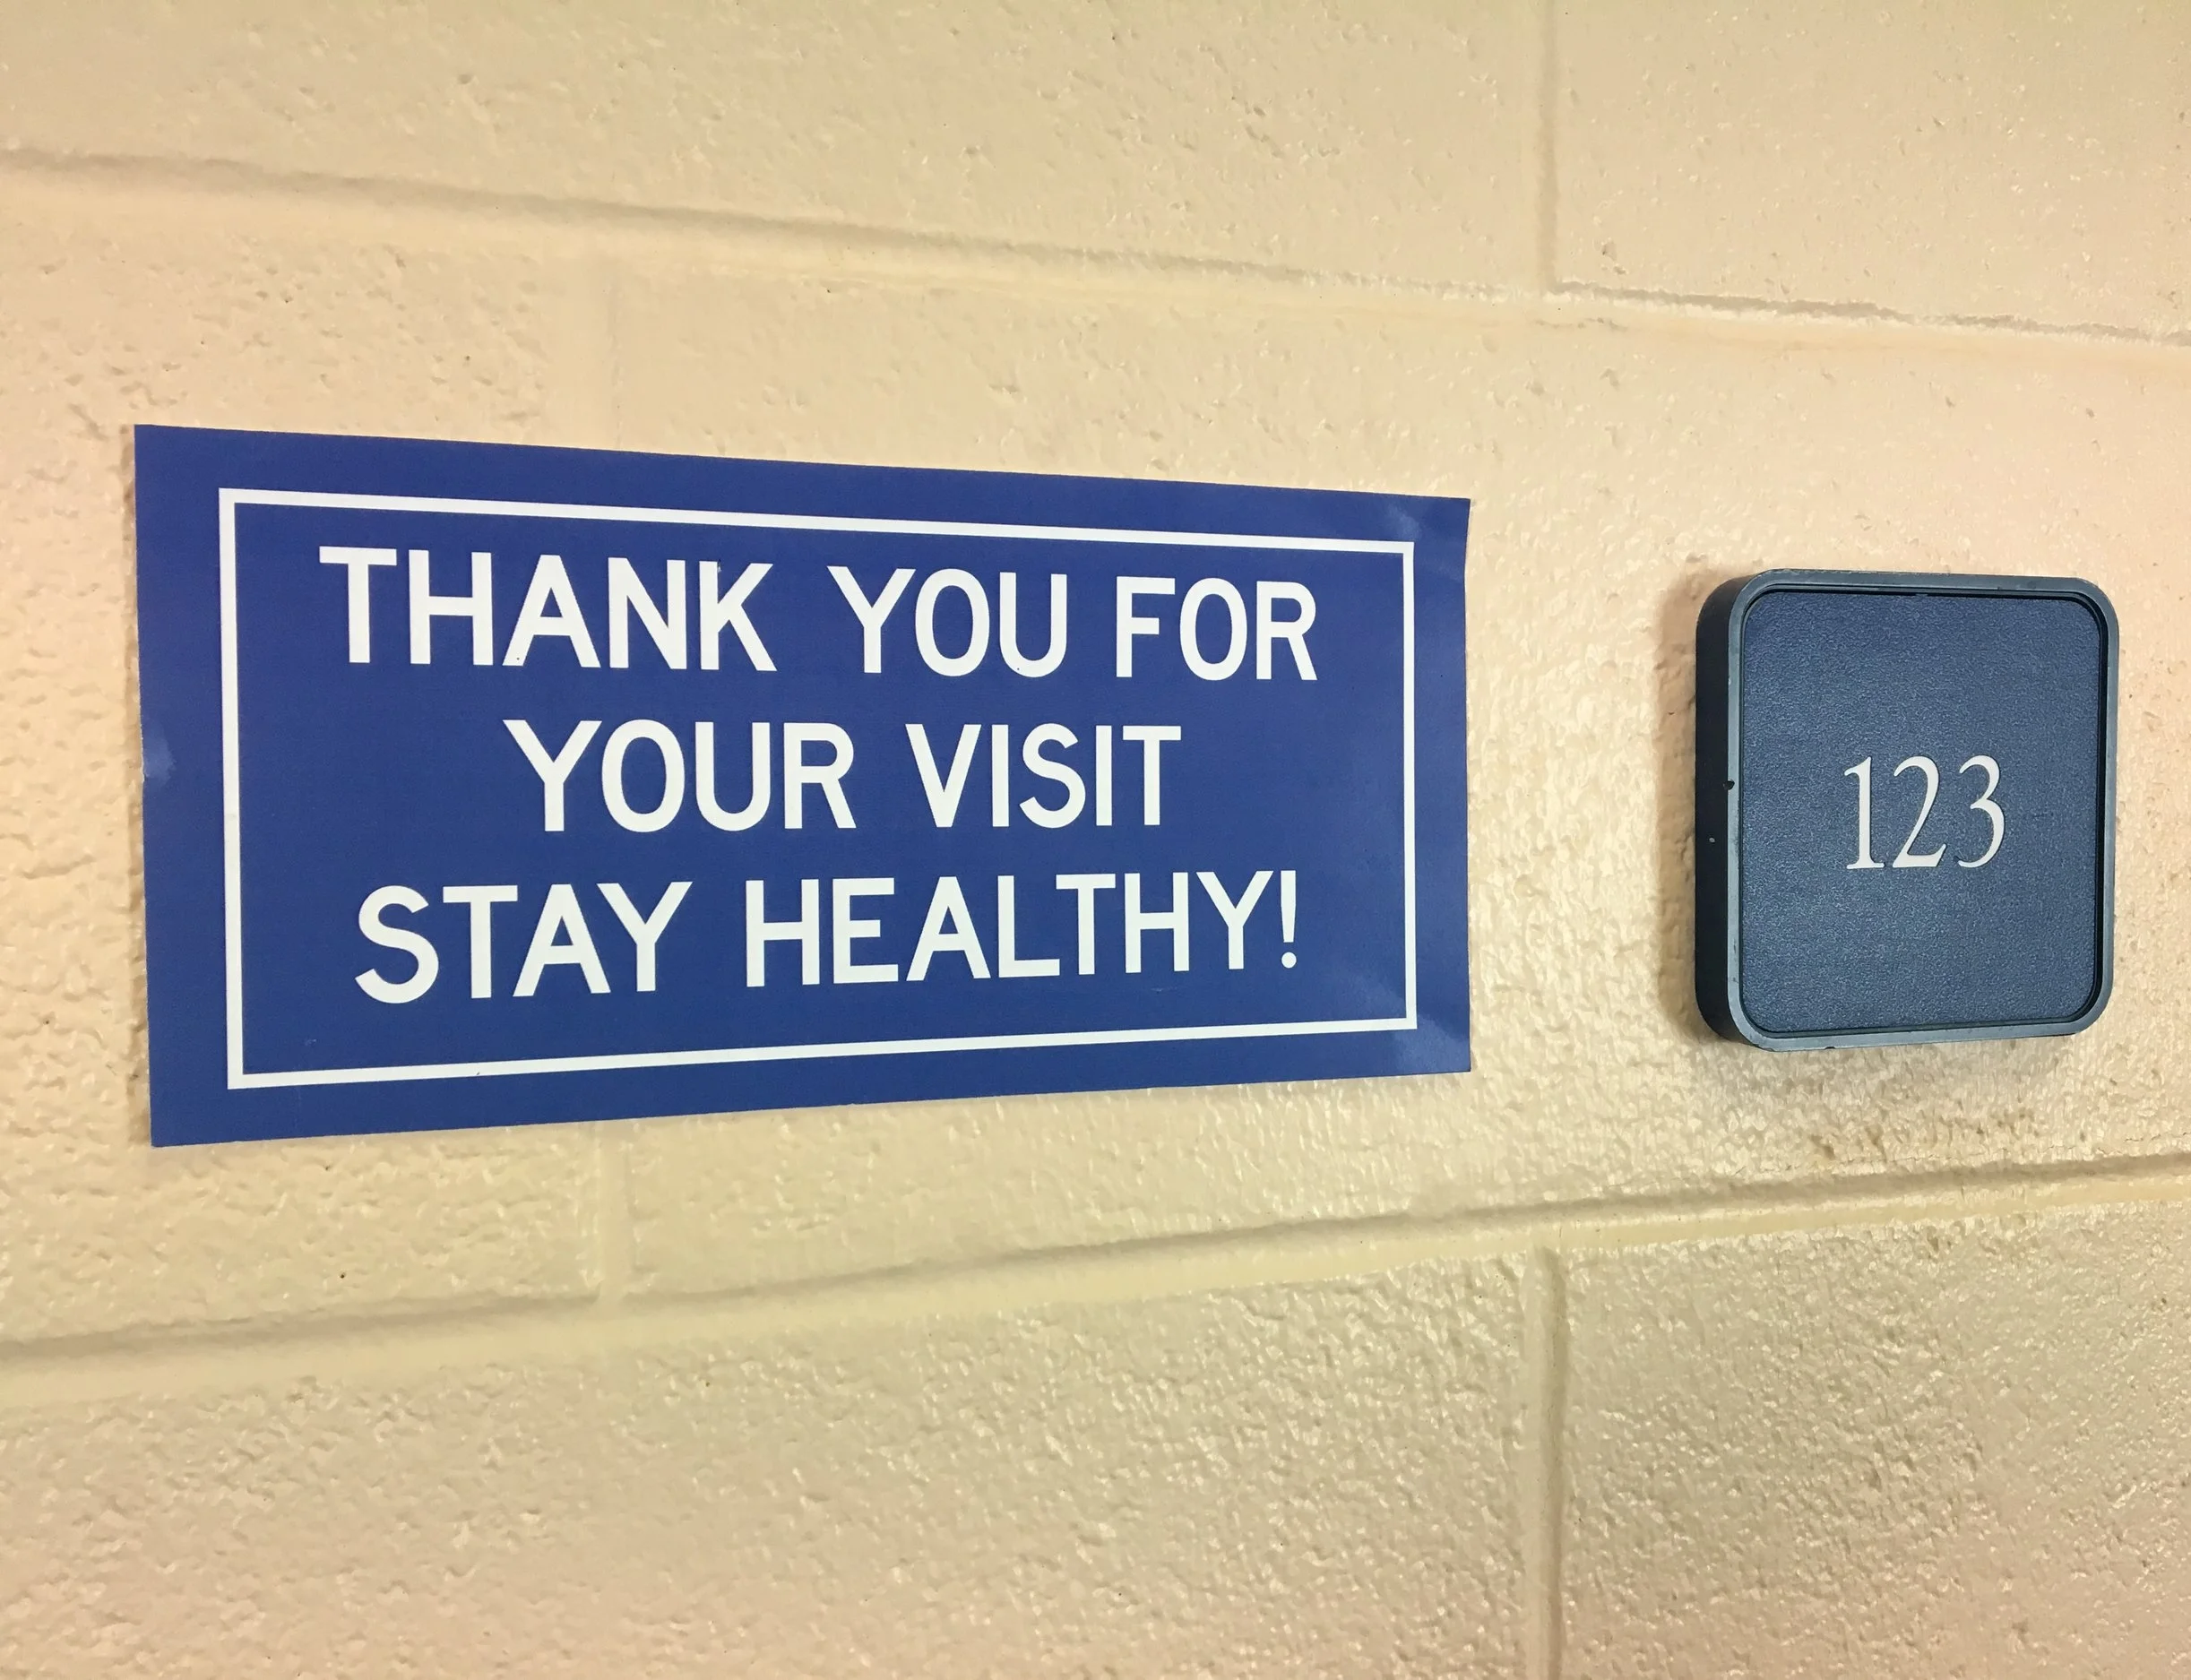 THANK YOU FOR
YOUR VISIT
STAY HEALTHY!
123